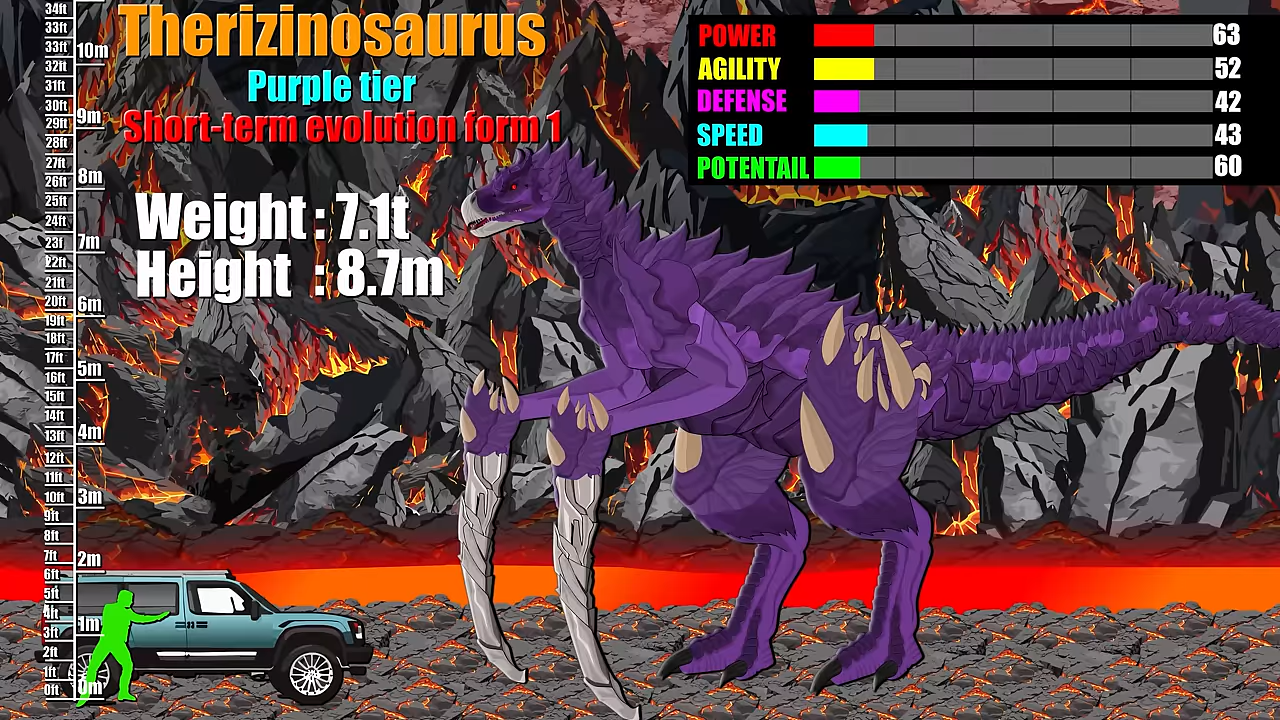 Therizinosaurus
Purple tier
Short-term evolution form 1
Weight : 7.1t
Height : 8.7m
POWER 63
AGILITY 52
DEFENSE 42
SPEED 43
POTENTAIL 60
34ft
33ft
33ft
10m
32ft
31ft
30ft
9m
29ft
28ft
27ft
8m
26ft
25ft
24ft
7m
23f
22ft
21ft
6m
20ft
19ft
18ft
17ft
5m
16ft
15ft
14ft
4m
13ft
12ft
11ft
3m
10ft
9ft
8ft
7ft
2m
6ft
5ft
4ft
1m
3ft
2ft
1ft
0m
0ft